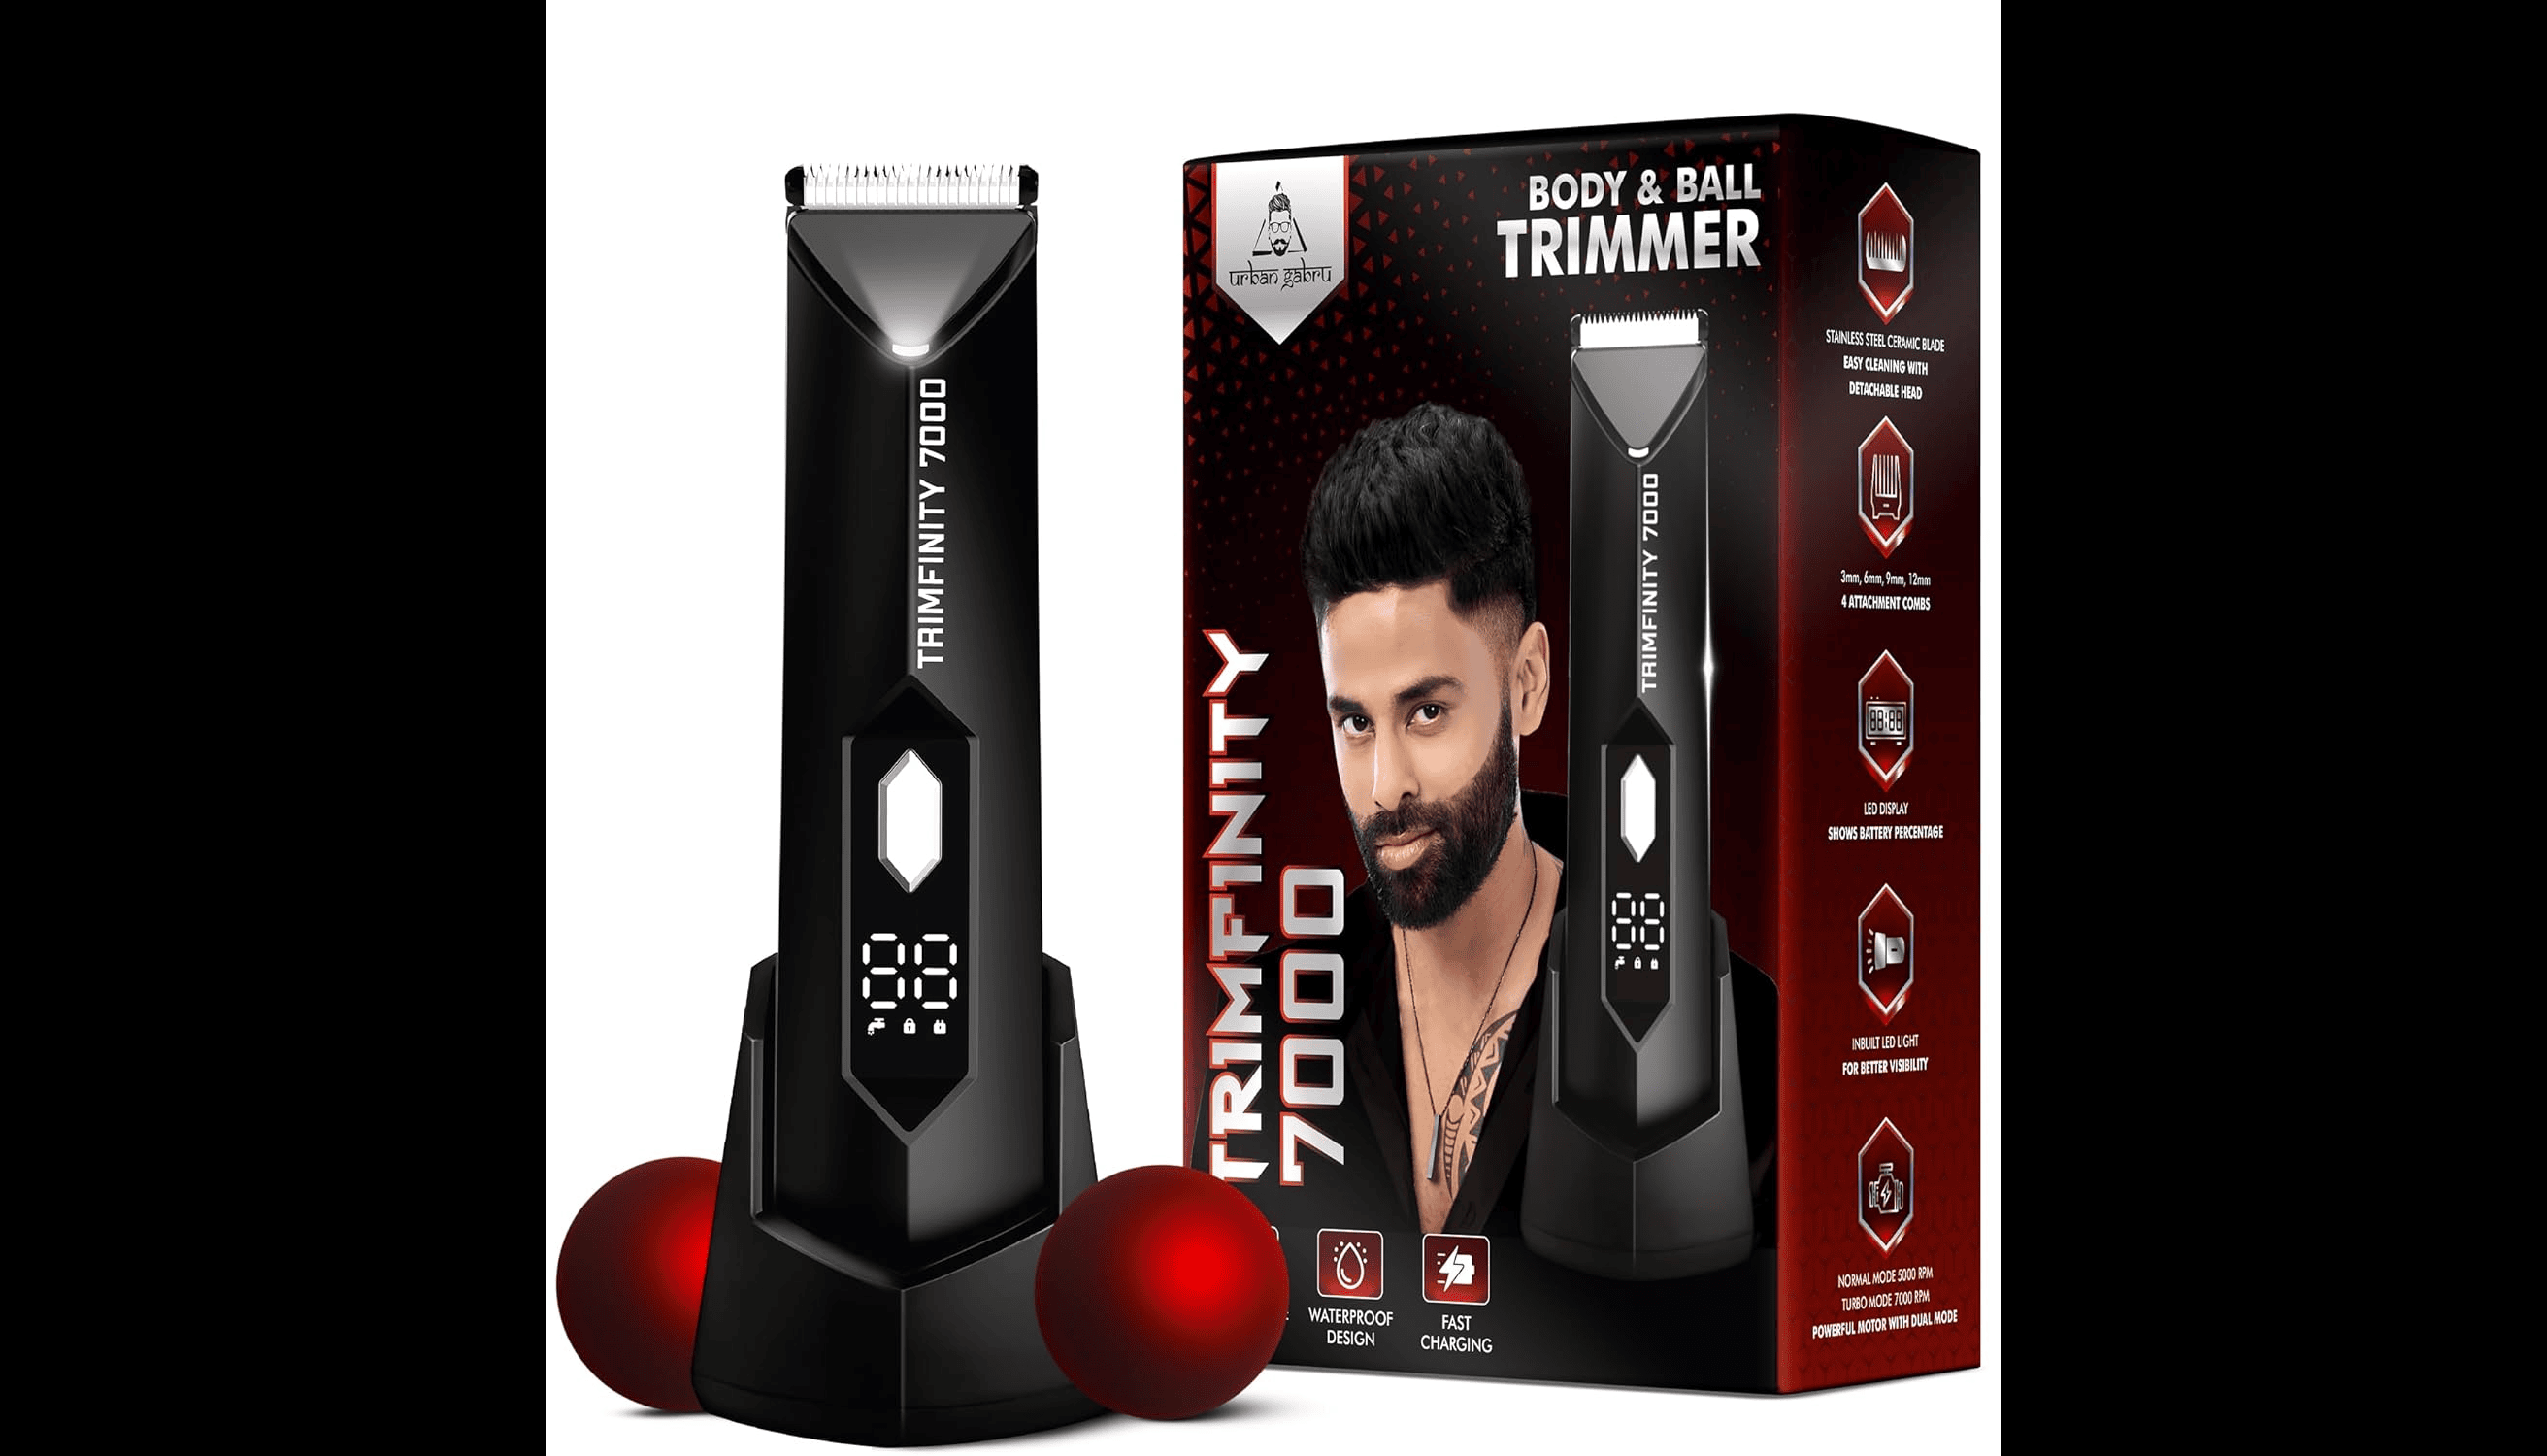 TRIMFINITY 7000
88
urban gabru
BODY & BALL
TRIMMER
TRIMFINITY 7000
88
TRIMFINITY
7000
WATERPROOF
DESIGN
FAST
CHARGING
STAINLESS STEEL CERAMIC BLADE
EASY CLEANING WITH
DETACHABLE HEAD
3mm, 6mm, 9mm, 12mm
4 ATTACHMENT COMBS
88:88
LED DISPLAY
SHOWS BATTERY PERCENTAGE
INBUILT LED LIGHT
FOR BETTER VISIBILITY
NORMAL MODE 5000 RPM
TURBO MODE 7000 RPM
POWERFUL MOTOR WITH DUAL MODE